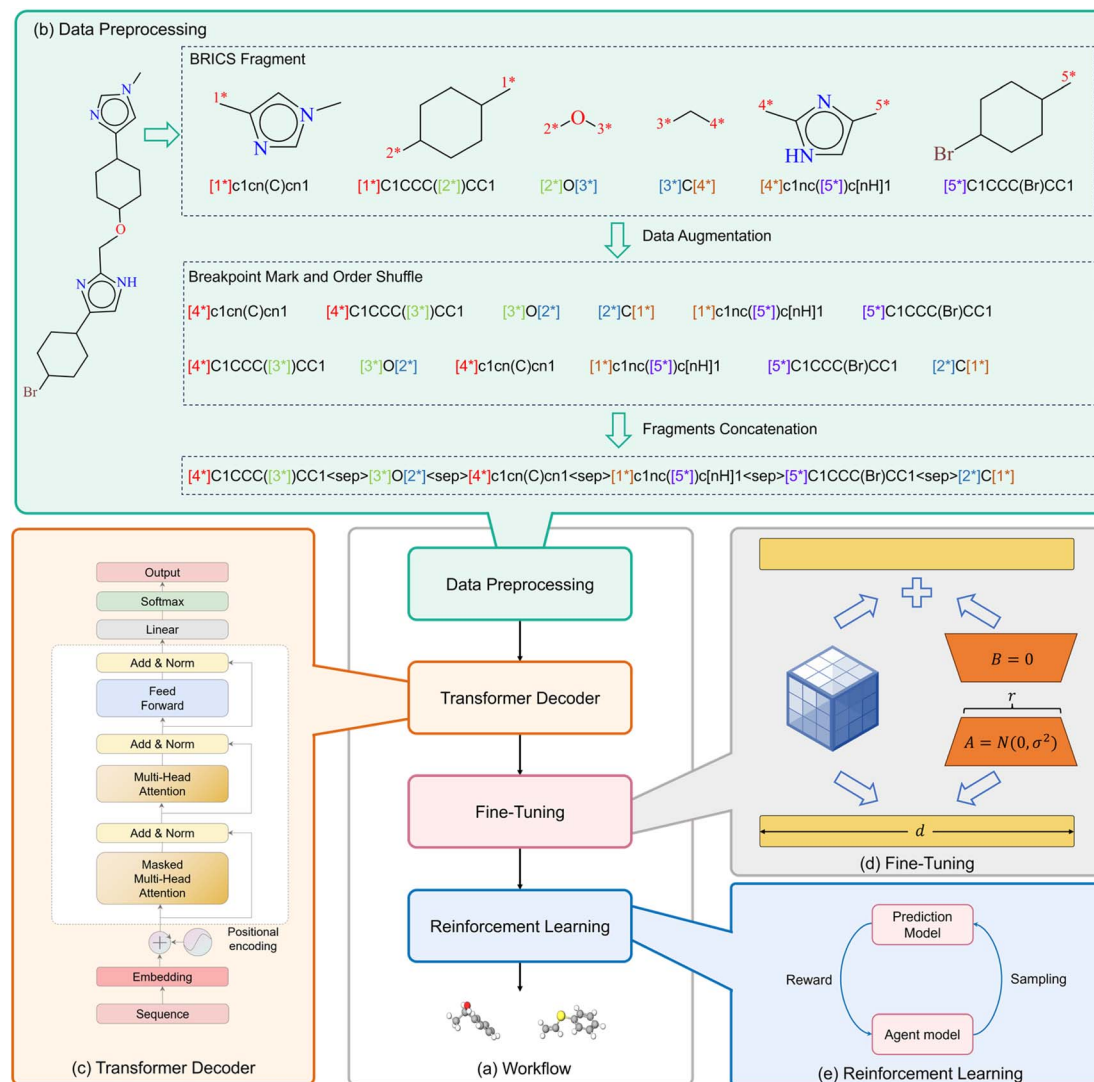 (b) Data Preprocessing
BRICS Fragment
N
N
1*
1*
N
N
1*
2*
2*
O
3*
3*
4*
4*
N
5*
HN
5*
Br
[1*]c1cn(C)cn1 [1*]C1CCC([2*])CC1 [2*]O[3*] [3*]C[4*] [4*]c1nc([5*])c[nH]1 [5*]C1CCC(Br)CC1
O
N
NH
Br
Data Augmentation
Breakpoint Mark and Order Shuffle
[4*]c1cn(C)cn1 [4*]C1CCC([3*])CC1 [3*]O[2*] [2*]C[1*] [1*]c1nc([5*])c[nH]1 [5*]C1CCC(Br)CC1
[4*]C1CCC([3*])CC1 [3*]O[2*] [4*]c1cn(C)cn1 [1*]c1nc([5*])c[nH]1 [5*]C1CCC(Br)CC1 [2*]C[1*]
Fragments Concatenation
[4*]C1CCC([3*])CC1<sep>[3*]O[2*]<sep>[4*]c1cn(C)cn1<sep>[1*]c1nc([5*])c[nH]1<sep>[5*]C1CCC(Br)CC1<sep>[2*]C[1*]
Output
Softmax
Linear
Add & Norm
Feed
Forward
Add & Norm
Multi-Head
Attention
Add & Norm
Masked
Multi-Head
Attention
Positional
encoding
Embedding
Sequence
(c) Transformer Decoder
Data Preprocessing
Transformer Decoder
Fine-Tuning
Reinforcement Learning
(a) Workflow
B = 0
r
A = N(0, σ²)
d
(d) Fine-Tuning
Prediction
Model
Reward
Sampling
Agent model
(e) Reinforcement Learning